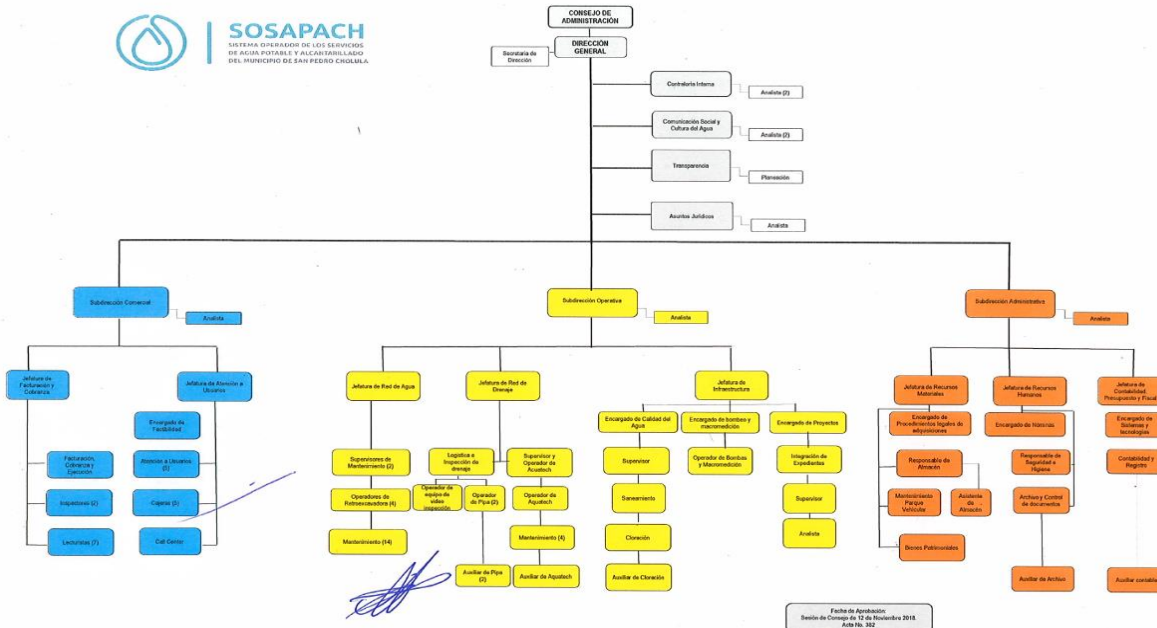 SOSAPACH
SISTEMA OPERADOR DE LOS SERVICIOS
DE AGUA POTABLE Y ALCANTARILLADO
DEL MUNICIPIO DE SAN PEDRO CHOLULA
CONSEJO DE
ADMINISTRACIÓN
DIRECCIÓN
GENERAL
Secretaria de
Dirección
Contraloría Interna
Analista (2)
Comunicación Social y
Cultura del Agua
Analista (2)
Transparencia
Planeación
Asuntos Jurídicos
Analista
Subdirección Comercial
Analista
Subdirección Operativa
Analista
Subdirección Administrativa
Analista
Jefatura de
Facturación y
Cobranza
Jefatura de Atención a
Usuarios
Encargado de
Factibilidad
Facturación,
Cobranza y
Ejecución
Atención a Usuarios
(5)
Inspectores (2)
Cajeras (5)
Lecturistas (7)
Call Center
Jefatura de Red de Agua
Jefatura de Red de
Drenaje
Jefatura de
Infraestructura
Supervisores de
Mantenimiento (2)
Operadores de
Retroexcavadora (4)
Mantenimiento (14)
Logística e
Inspección de
drenaje
Supervisor y
Operador de
Acuatech
Operador de
equipo de
video
inspección
Operador
de Pipa (2)
Operador de
Aquatech
Mantenimiento (4)
Auxiliar de Pipa
(2)
Auxiliar de Aquatech
Encargado de Calidad del
Agua
Encargado de bombas y
macromedición
Encargado de Proyectos
Supervisor
Operador de Bombas
y Macromedición
Integración de
Expedientes
Saneamiento
Supervisor
Cloración
Analista
Auxiliar de Cloración
Jefatura de Recursos
Materiales
Jefatura de Recursos
Humanos
Jefatura de
Contabilidad,
Presupuesto y Fiscal
Encargado de
Procedimientos legales de
adquisiciones
Encargado de Nóminas
Encargado de
Sistemas y
tecnologías
Responsable de
Almacén
Responsable de
Seguridad e
Higiene
Contabilidad y
Registro
Mantenimiento
Parque
Vehicular
Asistente de
Almacén
Archivo y Control
de documentos
Bienes Patrimoniales
Auxiliar de Archivo
Auxiliar contable
Fecha de Aprobación:
Sesión de Consejo de 12 de Noviembre 2018.
Acta No. 382